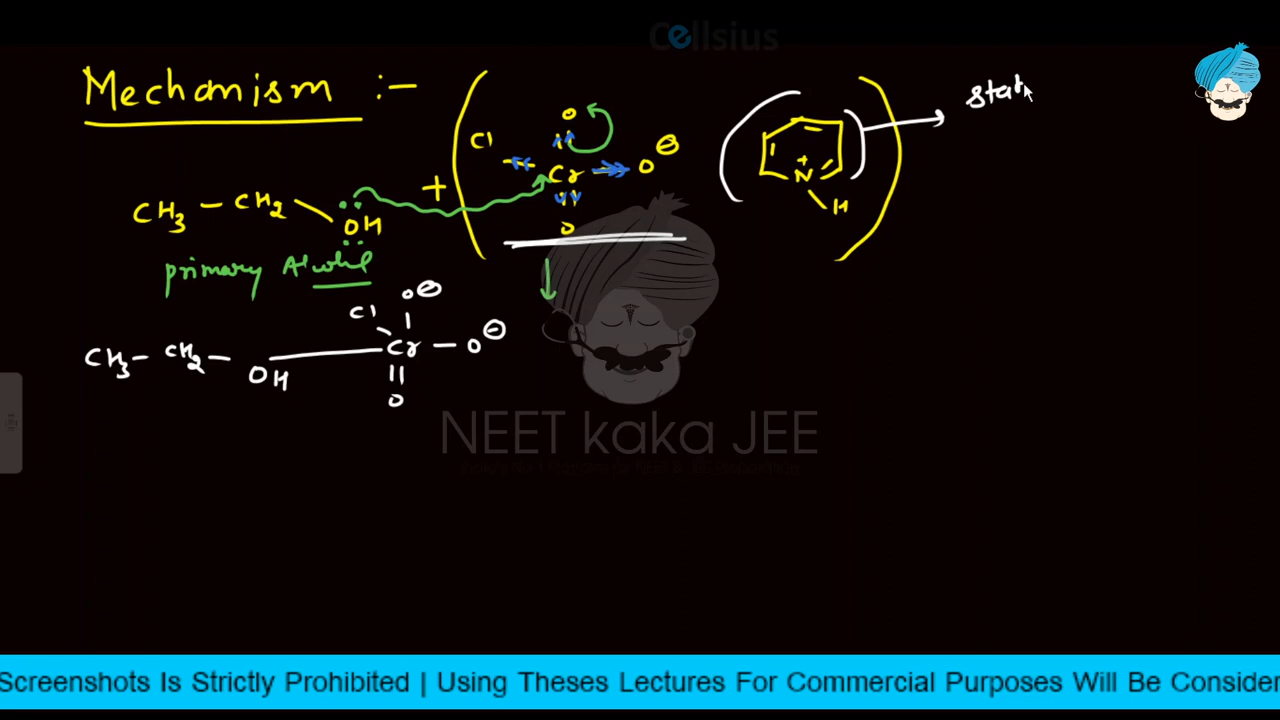 Cellsius
Mechanism :-
CH3 - CH2 OH + ( Cl Cr O O ⊖ O ) ( N + H ) → stat
primary Alcohol
CH3 - CH2 - OH - Cr Cl O ⊖ O ⊖ O
NEET kaka JEE
Screenshots Is Strictly Prohibited | Using Theses Lectures For Commercial Purposes Will Be Consider